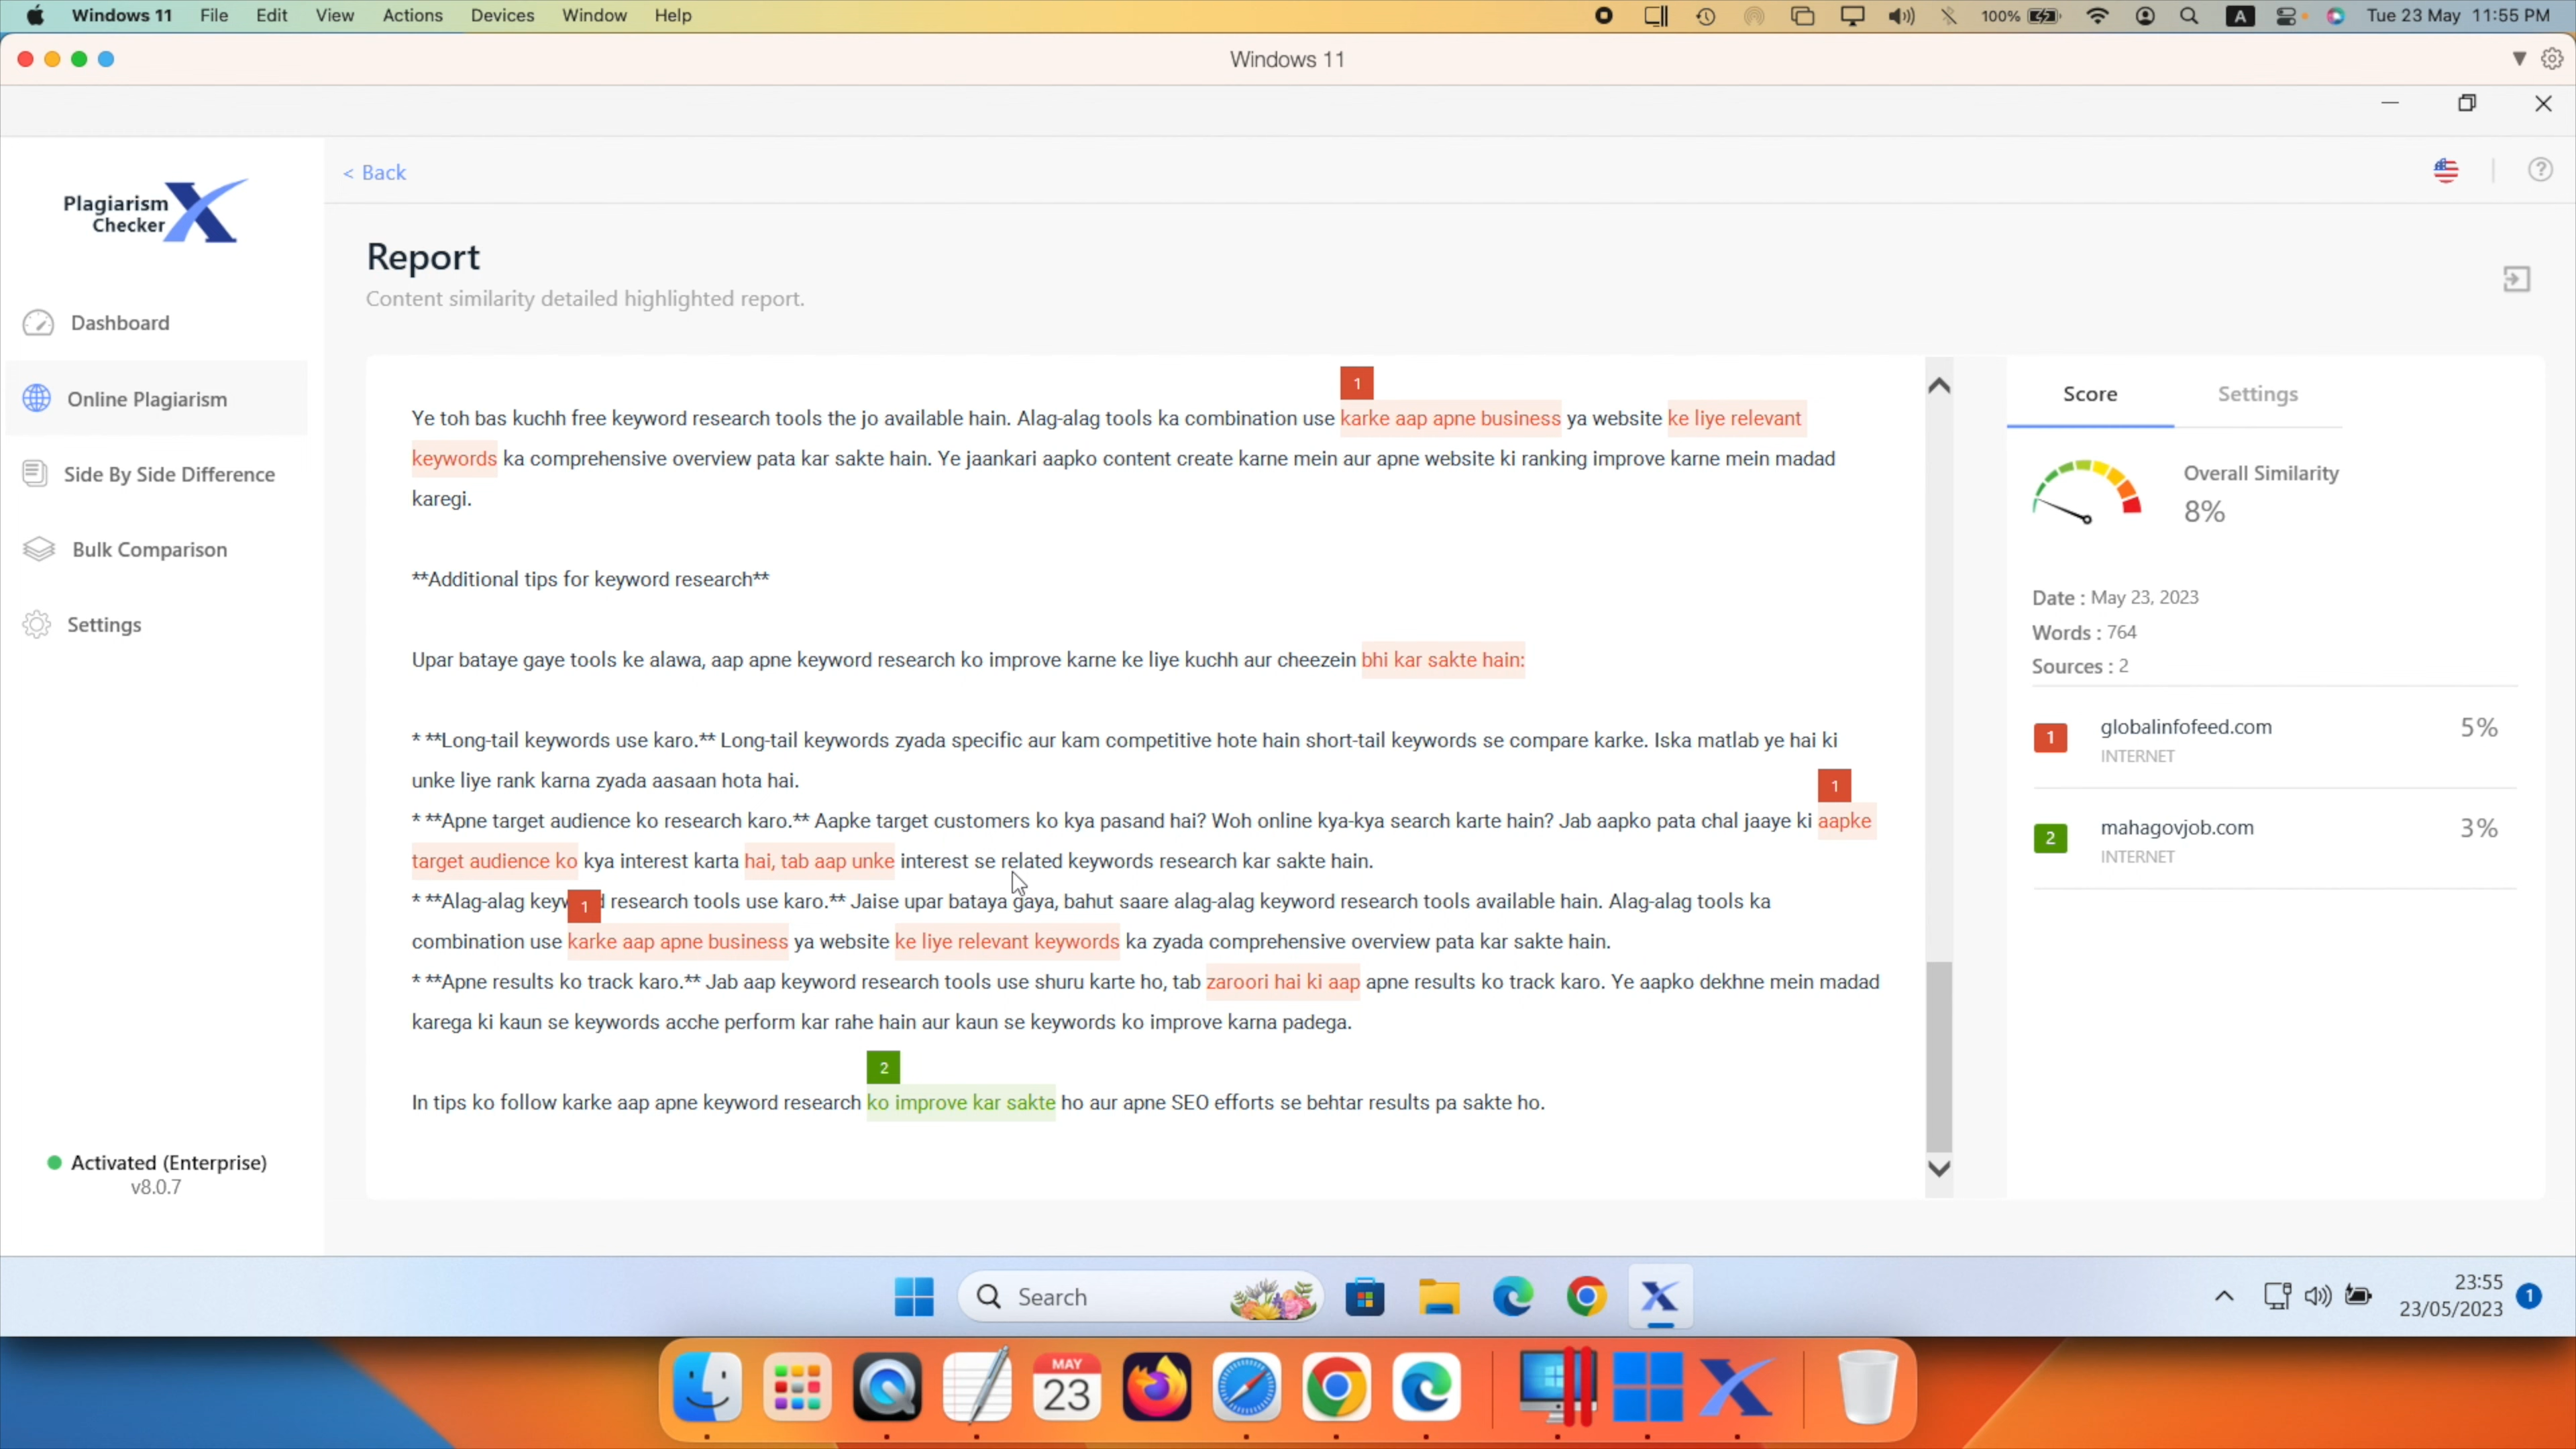 Windows 11 File Edit View Actions Devices Window Help 100% A Tue 23 May 11:55 PM
Windows 11
Plagiarism
Checker
< Back
Report
Content similarity detailed highlighted report.
Dashboard
Online Plagiarism
Side By Side Difference
Bulk Comparison
Settings
Activated (Enterprise)
v8.0.7
1
Ye toh bas kuchh free keyword research tools the jo available hain. Alag-alag tools ka combination use karke aap apne business ya website ke liye relevant
keywords ka comprehensive overview pata kar sakte hain. Ye jaankari aapko content create karne mein aur apne website ki ranking improve karne mein madad
karegi.
**Additional tips for keyword research**
Upar bataye gaye tools ke alawa, aap apne keyword research ko improve karne ke liye kuchh aur cheezein bhi kar sakte hain:
* **Long-tail keywords use karo.** Long-tail keywords zyada specific aur kam competitive hote hain short-tail keywords se compare karke. Iska matlab ye hai ki
unke liye rank karna zyada aasaan hota hai.
1
* **Apne target audience ko research karo.** Aapke target customers ko kya pasand hai? Woh online kya-kya search karte hain? Jab aapko pata chal jaaye ki aapke
target audience ko kya interest karta hai, tab aap unke interest se related keywords research kar sakte hain.
* **Alag-alag keyw 1 research tools use karo.** Jaise upar bataya gaya, bahut saare alag-alag keyword research tools available hain. Alag-alag tools ka
combination use karke aap apne business ya website ke liye relevant keywords ka zyada comprehensive overview pata kar sakte hain.
* **Apne results ko track karo.** Jab aap keyword research tools use shuru karte ho, tab zaroori hai ki aap apne results ko track karo. Ye aapko dekhne mein madad
karega ki kaun se keywords acche perform kar rahe hain aur kaun se keywords ko improve karna padega.
2
In tips ko follow karke aap apne keyword research ko improve kar sakte ho aur apne SEO efforts se behtar results pa sakte ho.
Score Settings
Overall Similarity
8%
Date : May 23, 2023
Words : 764
Sources : 2
1 globalinfofeed.com 5%
INTERNET
2 mahagovjob.com 3%
INTERNET
Search
23:55
23/05/2023
1
MAY
23